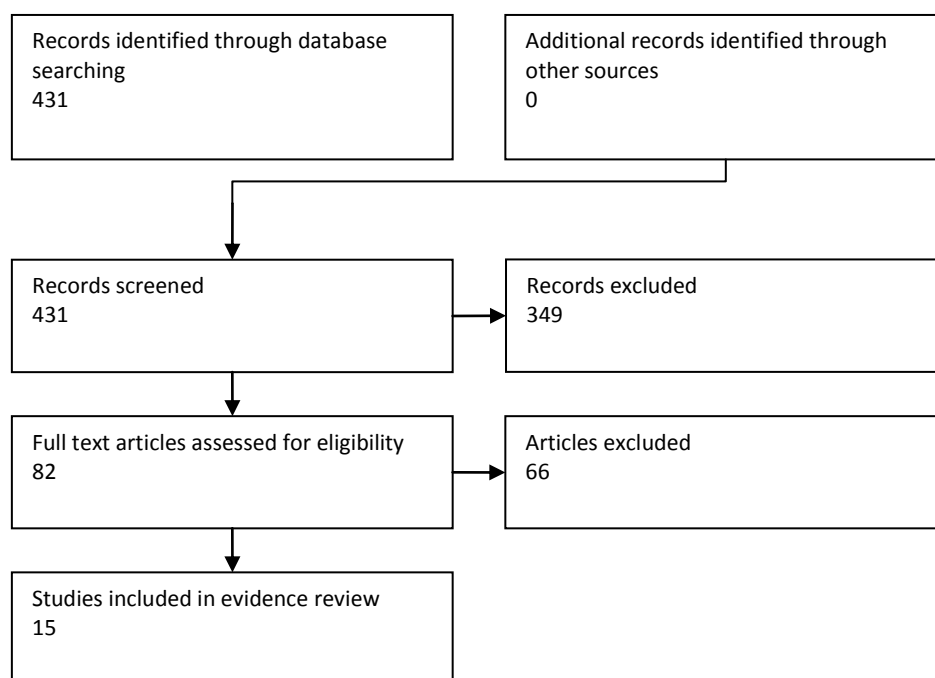 Records identified through database
searching
431
Additional records identified through
other sources
0
Records screened
431
Records excluded
349
Full text articles assessed for eligibility
82
Articles excluded
66
Studies included in evidence review
15